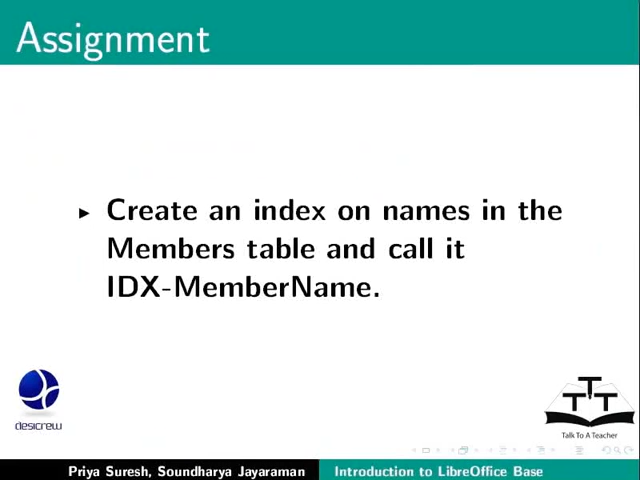 Assignment
Create an index on names in the
Members table and call it
IDX-MemberName.
desicrew
TTT
Talk To A Teacher
Priya Suresh, Soundharya Jayaraman
Introduction to LibreOffice Base